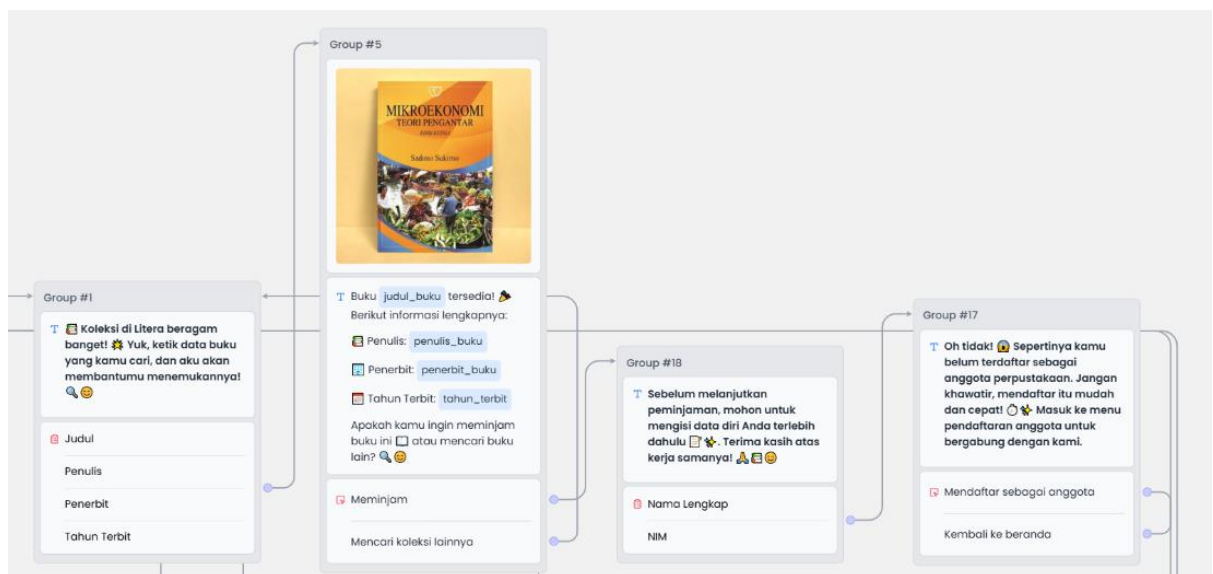 Group #5
MIKROEKONOMI
TEORI PENGANTAR
EDISI KETIGA
Sadono Sukirno
T Buku judul_buku tersedia! 🎉
Berikut informasi lengkapnya:
📕 Penulis: penulis_buku
🏢 Penerbit: penerbit_buku
📅 Tahun Terbit: tahun_terbit
Apakah kamu ingin meminjam
buku ini 📖 atau mencari buku
lain? 🔍😊
Meminjam
Mencari koleksi lainnya
Group #1
T 📕 Koleksi di Litera beragam
banget! 🌟 Yuk, ketik data buku
yang kamu cari, dan aku akan
membantumu menemukannya!
🔍😊
Judul
Penulis
Penerbit
Tahun Terbit
Group #18
T Sebelum melanjutkan
peminjaman, mohon untuk
mengisi data diri Anda terlebih
dahulu 📝✨. Terima kasih atas
kerja samanya! 🙏📕😊
Nama Lengkap
NIM
Group #17
T Oh tidak! 😱 Sepertinya kamu
belum terdaftar sebagai
anggota perpustakaan. Jangan
khawatir, mendaftar itu mudah
dan cepat! ⏱✨ Masuk ke menu
pendaftaran anggota untuk
bergabung dengan kami.
Mendaftar sebagai anggota
Kembali ke beranda